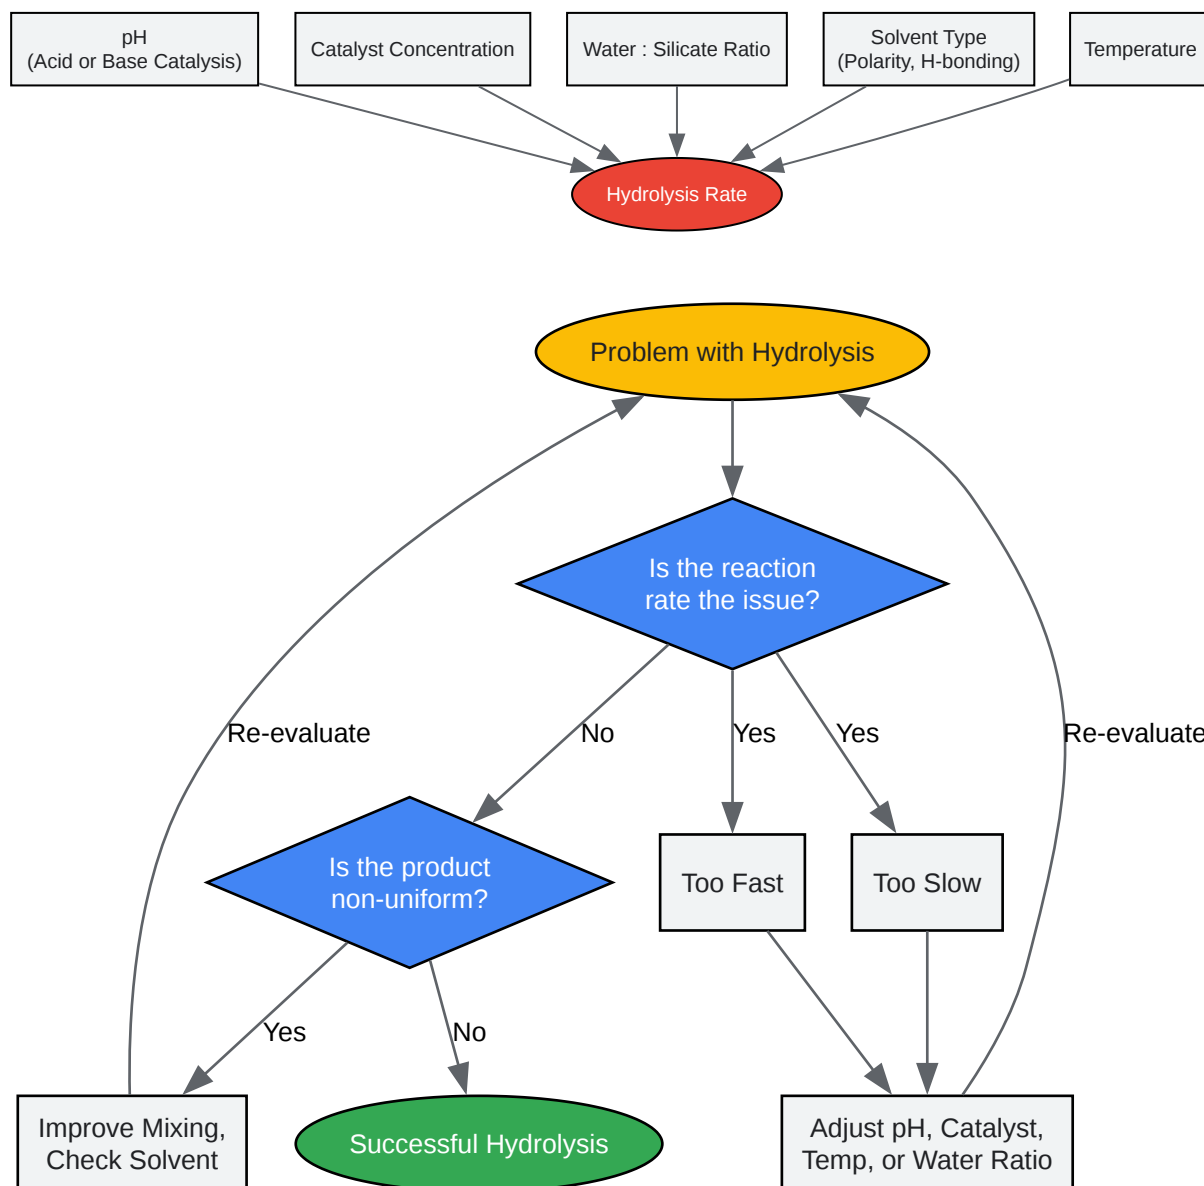 pH
(Acid or Base Catalysis)
Catalyst Concentration
Water : Silicate Ratio
Solvent Type
(Polarity, H-bonding)
Temperature
Hydrolysis Rate
Problem with Hydrolysis
Is the reaction
rate the issue?
Re-evaluate
No
Yes
Yes
Re-evaluate
Is the product
non-uniform?
Too Fast
Too Slow
Yes
No
Improve Mixing,
Check Solvent
Successful Hydrolysis
Adjust pH, Catalyst,
Temp, or Water Ratio